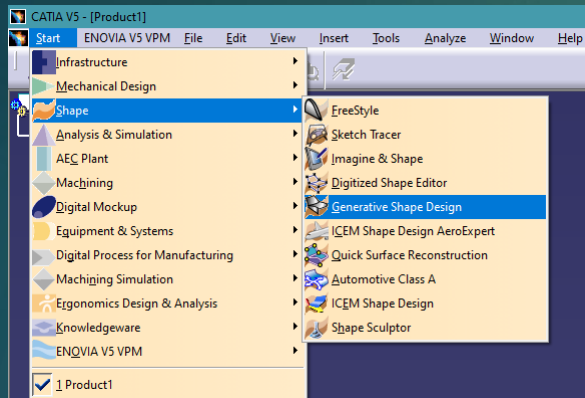 CATIA V5 - [Product1]
Start ENOVIA V5 VPM File Edit View Insert Tools Analyze Window Help
Infrastructure
Mechanical Design
Shape
Analysis & Simulation
AEC Plant
Machining
Digital Mockup
Equipment & Systems
Digital Process for Manufacturing
Machining Simulation
Ergonomics Design & Analysis
Knowledgeware
ENOVIA V5 VPM
1 Product1
FreeStyle
Sketch Tracer
Imagine & Shape
Digitized Shape Editor
Generative Shape Design
ICEM Shape Design AeroExpert
Quick Surface Reconstruction
Automotive Class A
ICEM Shape Design
Shape Sculptor